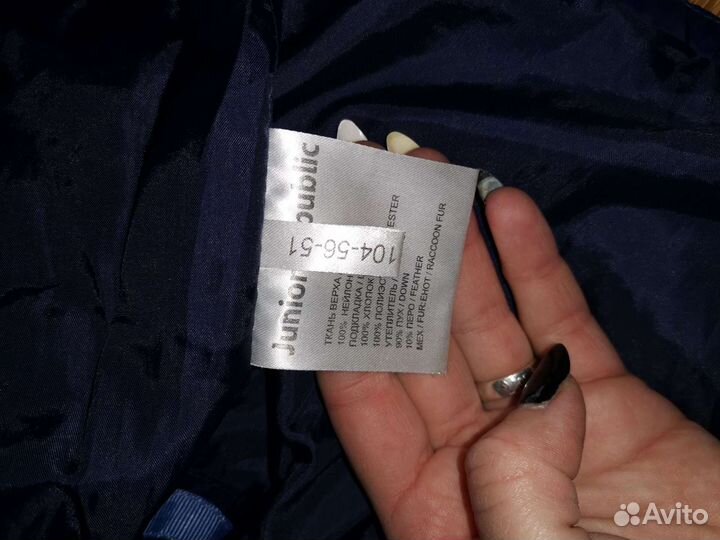 Junior public
104-56-51
ТКАНЬ ВЕРХА
100% НЕЙЛОН
ПОДКЛАДКА /
100% ХЛОПОК
100% ПОЛИЭС ESTER
УТЕПЛИТЕЛЬ /
90% ПУХ / DOWN
10% ПЕРО / FEATHER
МЕХ / FUR: ЕНОТ / RACCOON FUR
Avito